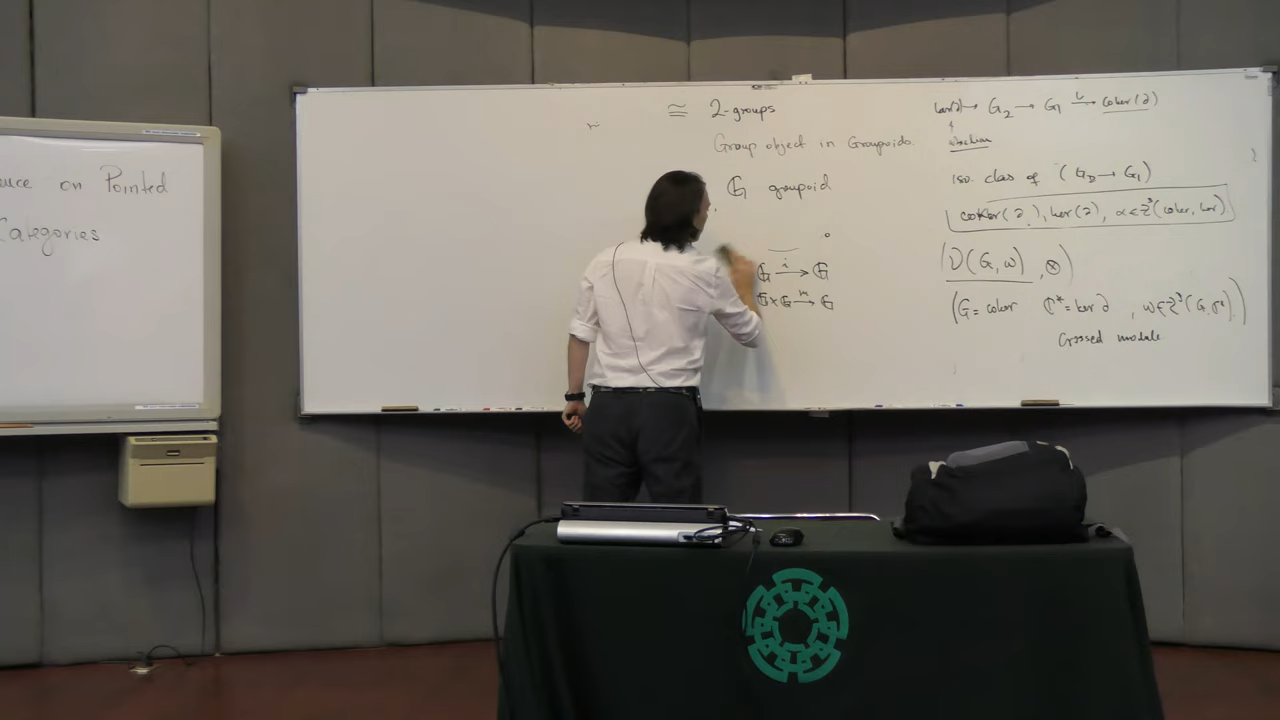 ence on Pointed
Categories
≅ 2-groups
Group object in Groupoids.
𝔾 groupoid
𝔾 —i→ 𝔾
𝔾×𝔾 —m→ 𝔾
ker ∂ → G₂ → G₁ → coker(∂)
iso. class of (G₂ → G₁)
coker(∂), ker(∂), α∈Z³(coker, ker)
(D(G, ω), ⊗)
(G = coker ℂ* = ker ∂ , ω∈Z³(G, ℂ*))
Crossed module